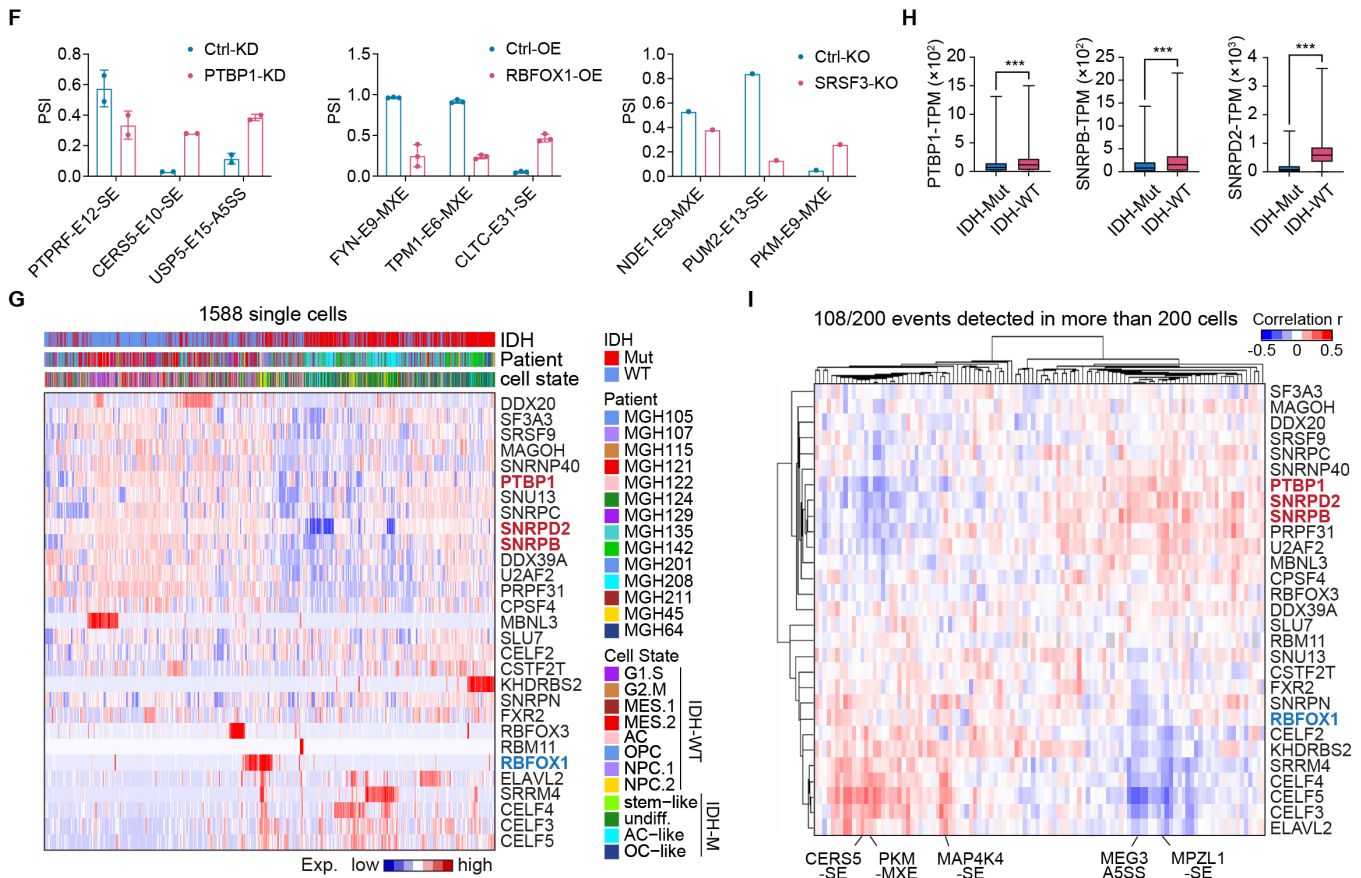 F
Ctrl-KD
PTBP1-KD
PSI
0.8
0.6
0.4
0.2
0.0
PTPRF-E12-SE
CERS5-E10-SE
USP5-E15-A5SS
Ctrl-OE
RBFOX1-OE
PSI
1.5
1.0
0.5
0.0
FYN-E9-MXE
TPM1-E6-MXE
CLTC-E31-SE
Ctrl-KO
SRSF3-KO
PSI
1.0
0.8
0.6
0.4
0.2
0.0
NDE1-E9-MXE
PUM2-E13-SE
PKM-E9-MXE
H
PTBP1-TPM (×10²)
20
15
10
5
0
***
IDH-Mut
IDH-WT
SNRPB-TPM (×10²)
25
20
15
10
5
0
***
IDH-Mut
IDH-WT
SNRPD2-TPM (×10³)
4
3
2
1
0
***
IDH-Mut
IDH-WT
G
1588 single cells
IDH
Patient
cell state
DDX20
SF3A3
SRSF9
MAGOH
SNRNP40
PTBP1
SNU13
SNRPC
SNRPD2
SNRPB
DDX39A
U2AF2
PRPF31
CPSF4
MBNL3
SLU7
CELF2
CSTF2T
KHDRBS2
SNRPN
FXR2
RBFOX3
RBM11
RBFOX1
ELAVL2
SRRM4
CELF4
CELF3
CELF5
Exp. low high
IDH
Mut
WT
Patient
MGH105
MGH107
MGH115
MGH121
MGH122
MGH124
MGH129
MGH135
MGH142
MGH201
MGH208
MGH211
MGH45
MGH64
Cell State
G1.S
G2.M
MES.1
MES.2
AC
OPC
NPC.1
NPC.2
stem-like
undiff.
AC-like
OC-like
IDH-WT
IDH-M
I
108/200 events detected in more than 200 cells
Correlation r
-0.5 0 0.5
SF3A3
MAGOH
DDX20
SRSF9
SNRPC
SNRNP40
PTBP1
SNRPD2
SNRPB
PRPF31
U2AF2
MBNL3
CPSF4
RBFOX3
DDX39A
SLU7
RBM11
SNU13
CSTF2T
FXR2
SNRPN
RBFOX1
CELF2
KHDRBS2
SRRM4
CELF4
CELF5
CELF3
ELAVL2
CERS5
-SE
PKM
-MXE
MAP4K4
-SE
MEG3
A5SS
MPZL1
-SE